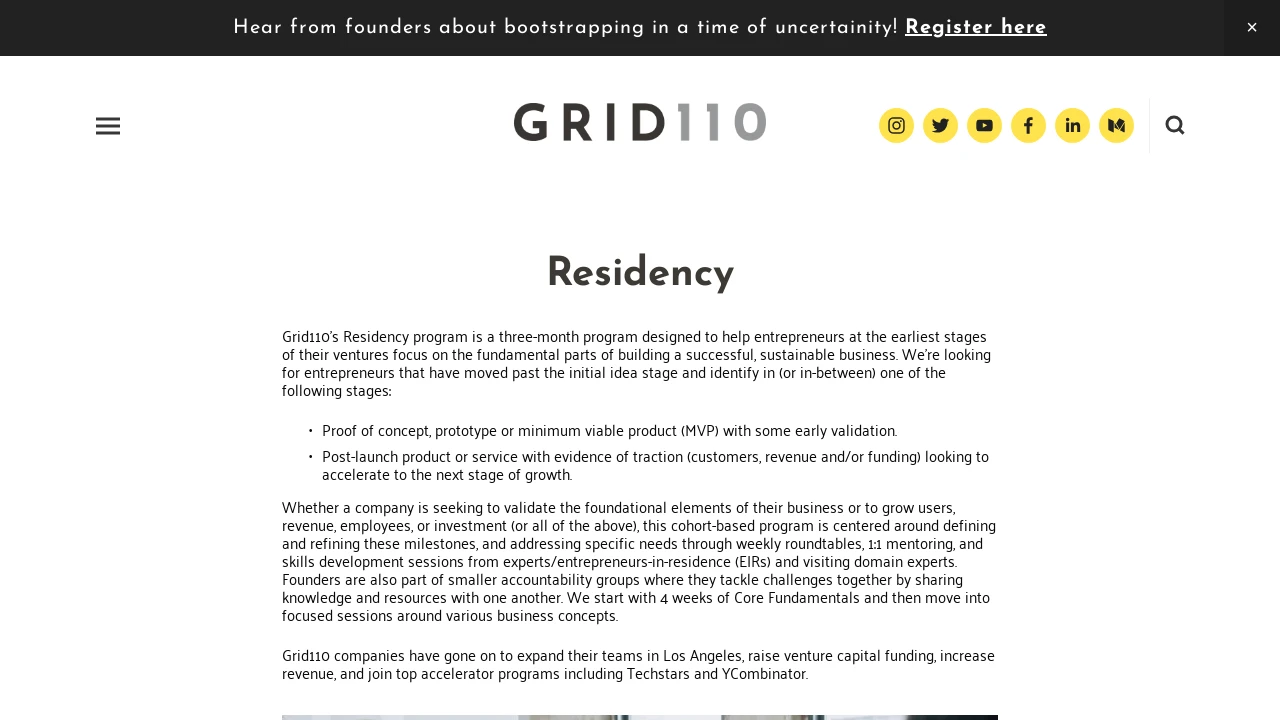 Hear from founders about bootstrapping in a time of uncertainity! Register here
GRID110
Residency
Grid110's Residency program is a three-month program designed to help entrepreneurs at the earliest stages
of their ventures focus on the fundamental parts of building a successful, sustainable business. We're looking
for entrepreneurs that have moved past the initial idea stage and identify in (or in-between) one of the
following stages:
• Proof of concept, prototype or minimum viable product (MVP) with some early validation.
• Post-launch product or service with evidence of traction (customers, revenue and/or funding) looking to
accelerate to the next stage of growth.
Whether a company is seeking to validate the foundational elements of their business or to grow users,
revenue, employees, or investment (or all of the above), this cohort-based program is centered around defining
and refining these milestones, and addressing specific needs through weekly roundtables, 1:1 mentoring, and
skills development sessions from experts/entrepreneurs-in-residence (EIRs) and visiting domain experts.
Founders are also part of smaller accountability groups where they tackle challenges together by sharing
knowledge and resources with one another. We start with 4 weeks of Core Fundamentals and then move into
focused sessions around various business concepts.
Grid110 companies have gone on to expand their teams in Los Angeles, raise venture capital funding, increase
revenue, and join top accelerator programs including Techstars and YCombinator.